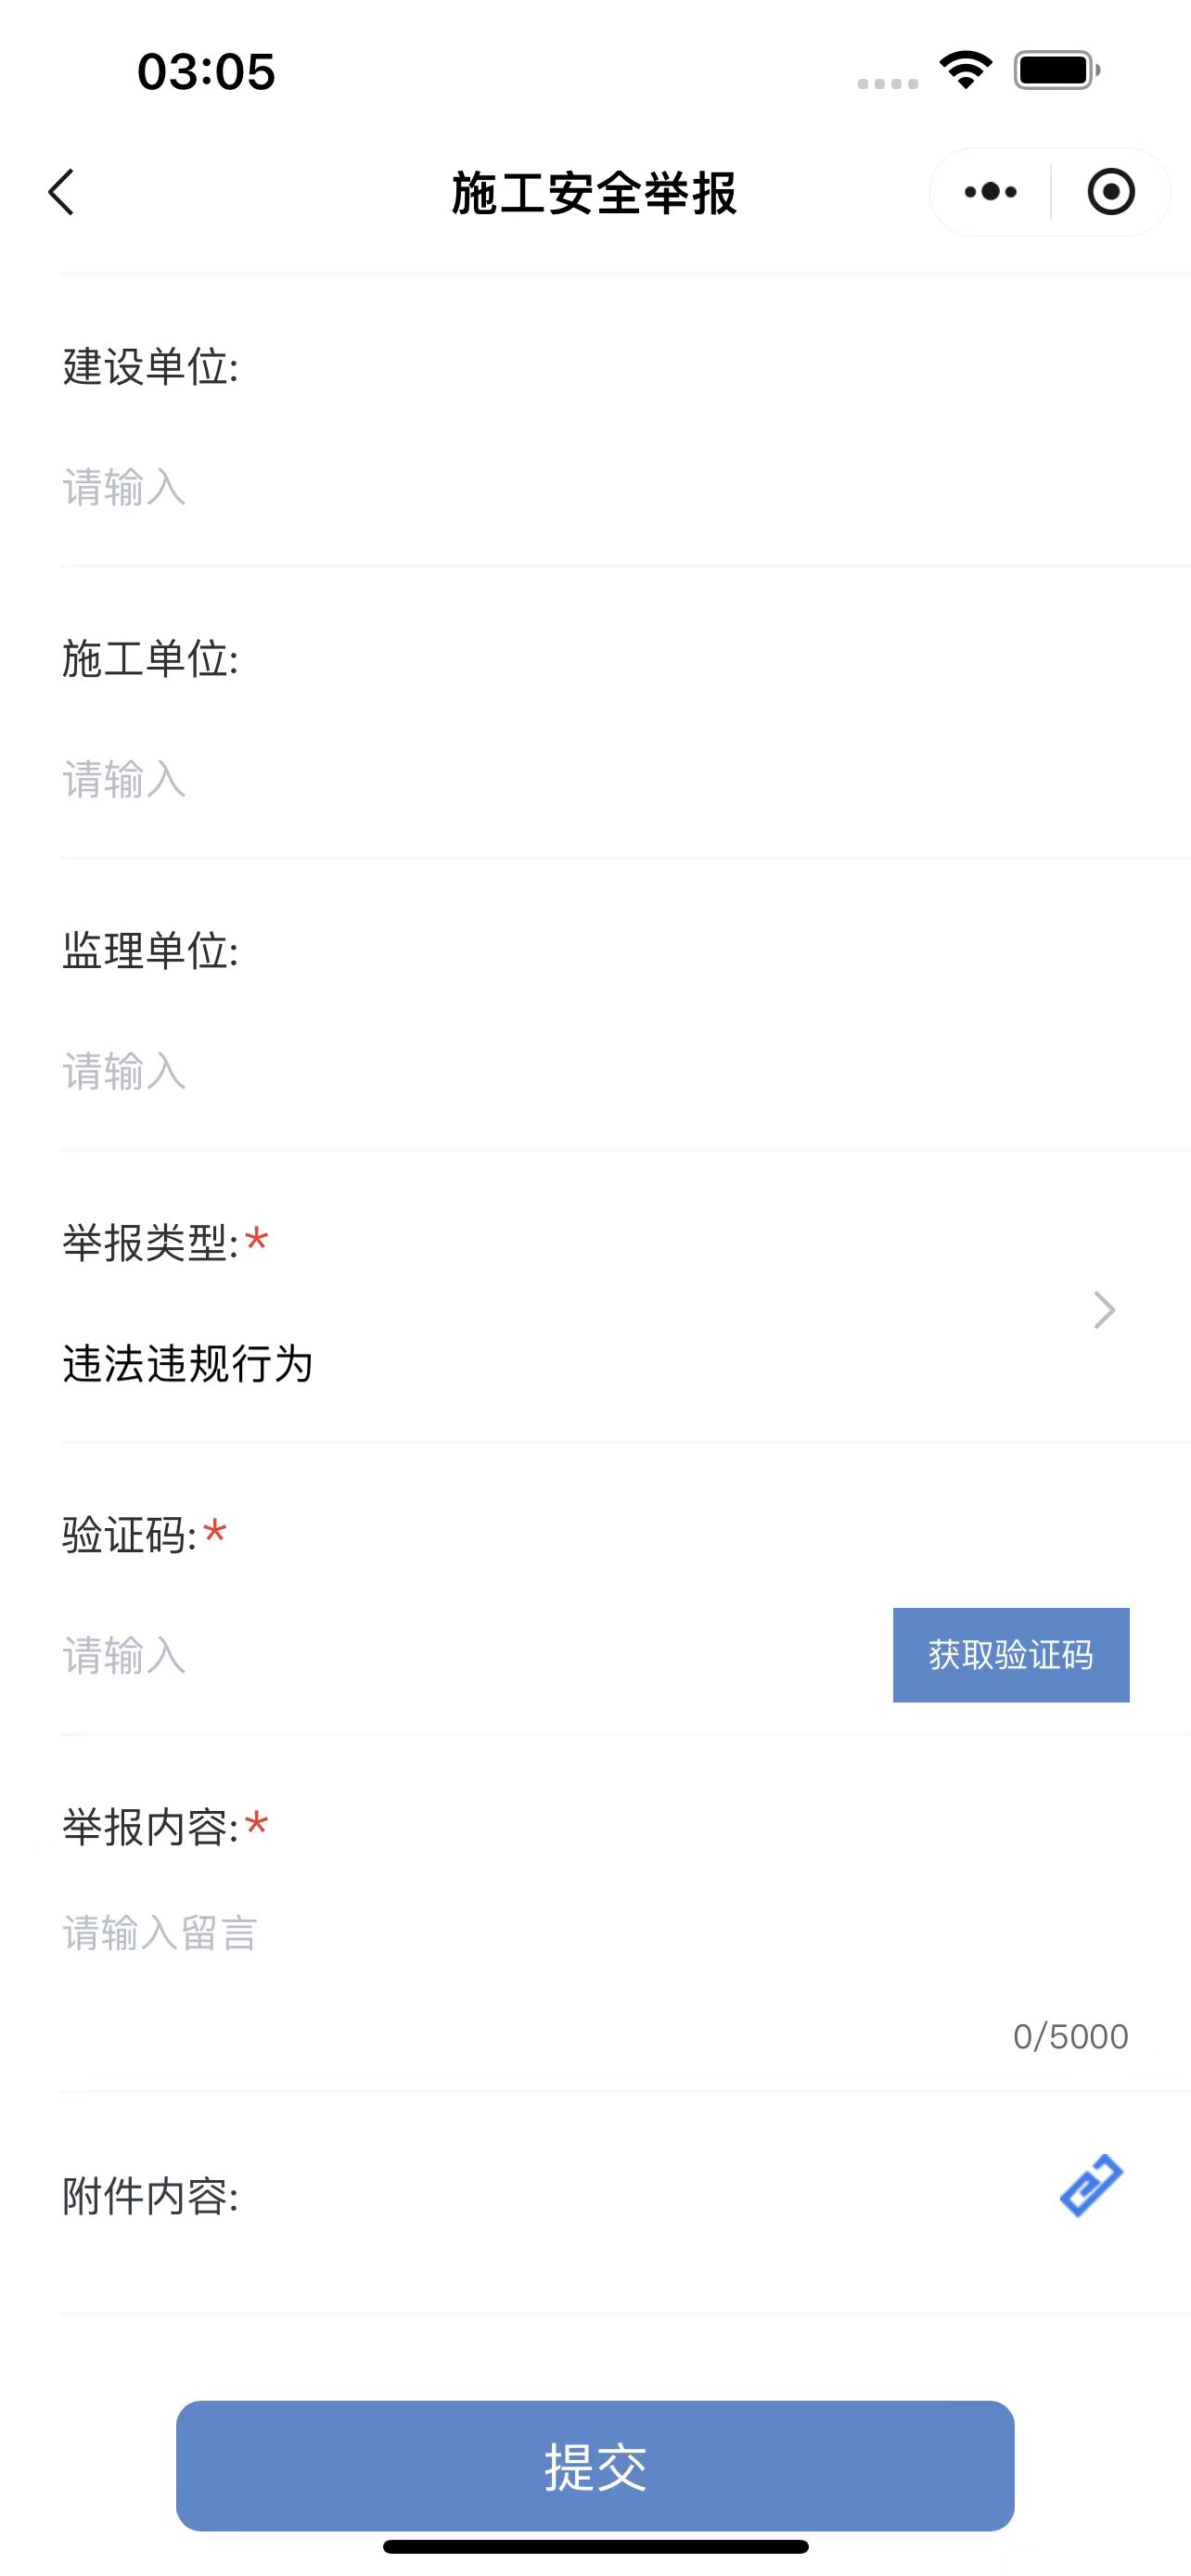 03:05
施工安全举报
建设单位:
请输入
施工单位:
请输入
监理单位:
请输入
举报类型:*
违法违规行为
验证码:*
请输入
获取验证码
举报内容:*
请输入留言
0/5000
附件内容:
提交